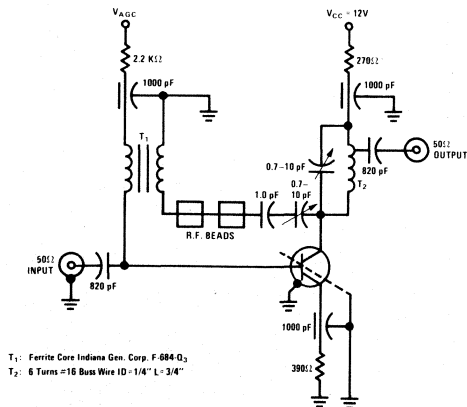 V_AGC
V_CC = 12V
2.2 KΩ
270Ω
1000 pF
1000 pF
T₁
50Ω
OUTPUT
820 pF
0.7–10 pF
T₂
1.0 pF
0.7–
10 pF
R.F. BEADS
50Ω
INPUT
820 pF
1000 pF
390Ω
T₁: Ferrite Core Indiana Gen. Corp. F-684-Q₃
T₂: 6 Turns #16 Buss Wire ID = 1/4" L = 3/4"